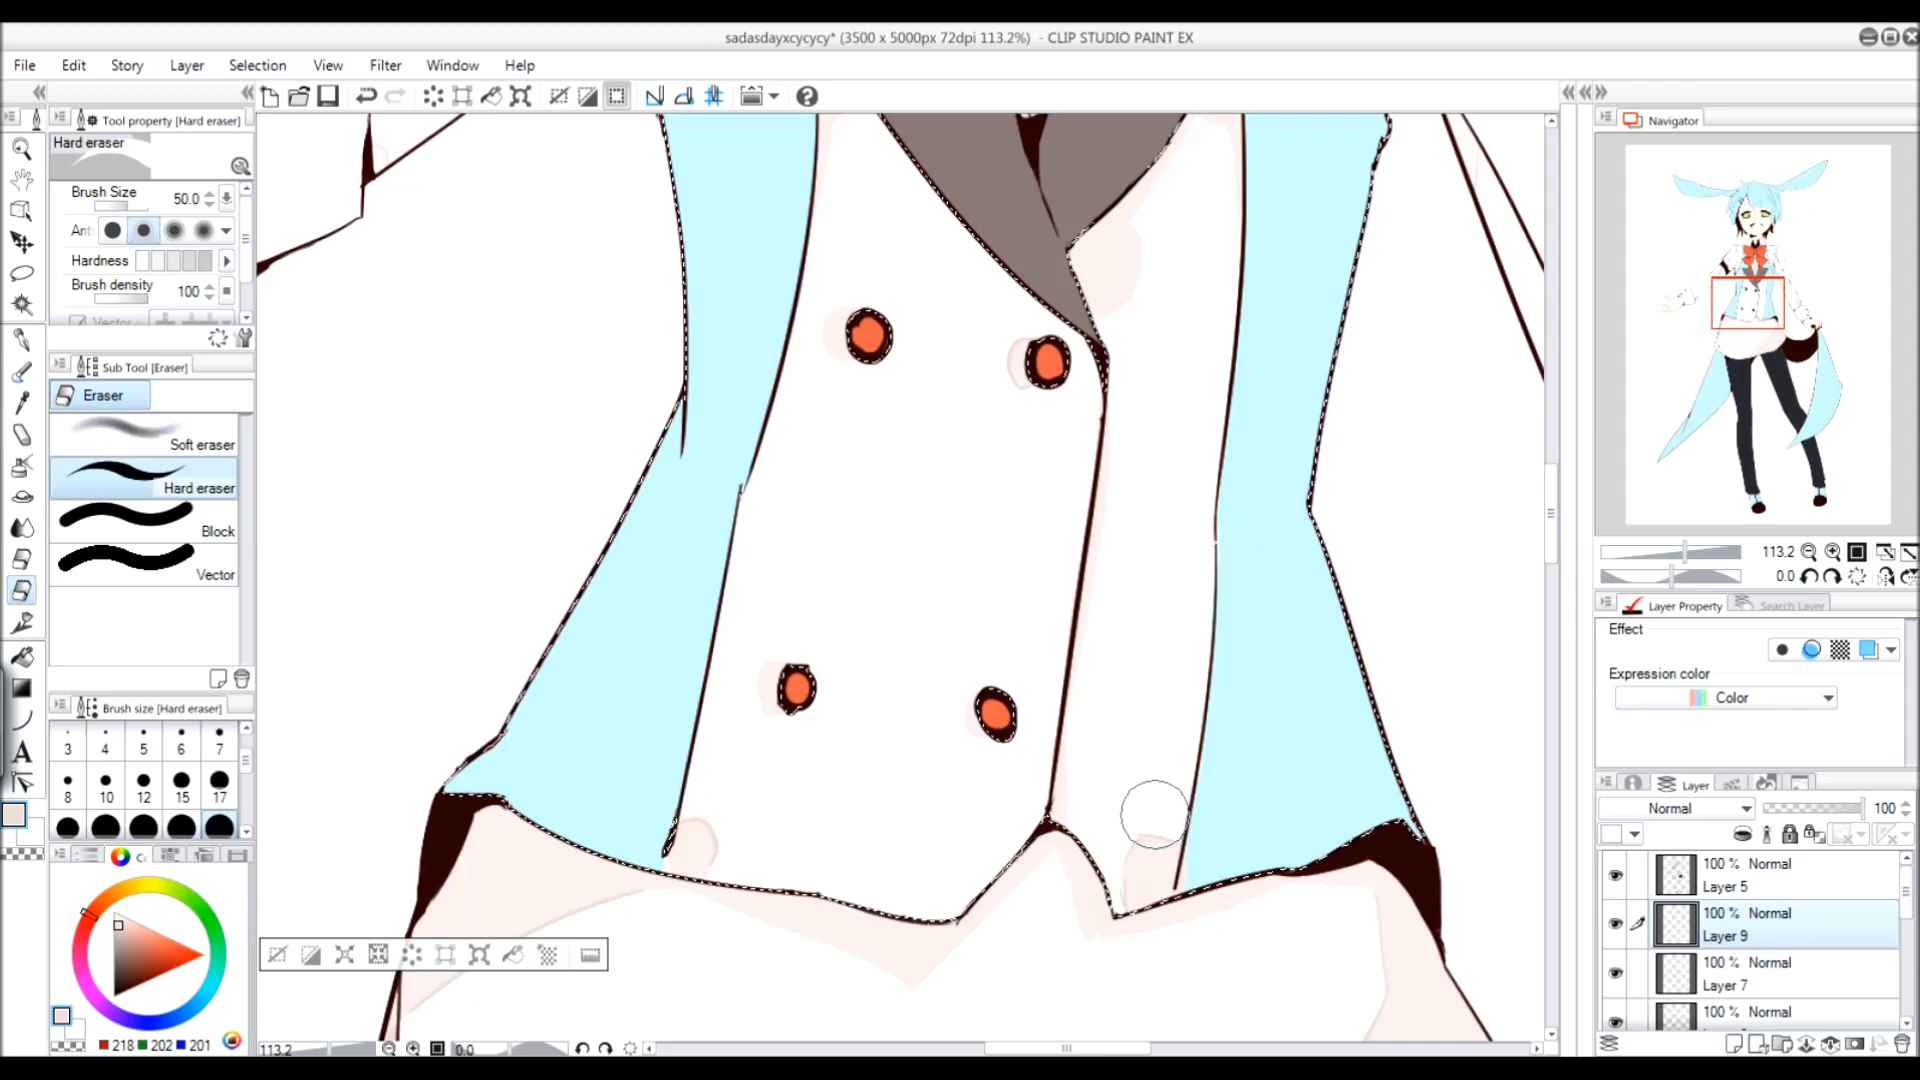 sadasdayxcycycy* (3500 x 5000px 72dpi 113.2%) - CLIP STUDIO PAINT EX
File Edit Story Layer Selection View Filter Window Help
Tool property [Hard eraser]
Hard eraser
Brush Size 50.0
Ant
Hardness
Brush density 100
Vector
Sub Tool [Eraser]
Eraser
Soft eraser
Hard eraser
Block
Vector
Brush size [Hard eraser]
3 4 5 6 7
8 10 12 15 17
218 202 201
113.2 0.0
Navigator
113.2
0.0
Layer Property Search Layer
Effect
Expression color
Color
Layer
Normal 100
100 % Normal
Layer 5
100 % Normal
Layer 9
100 % Normal
Layer 7
100 % Normal